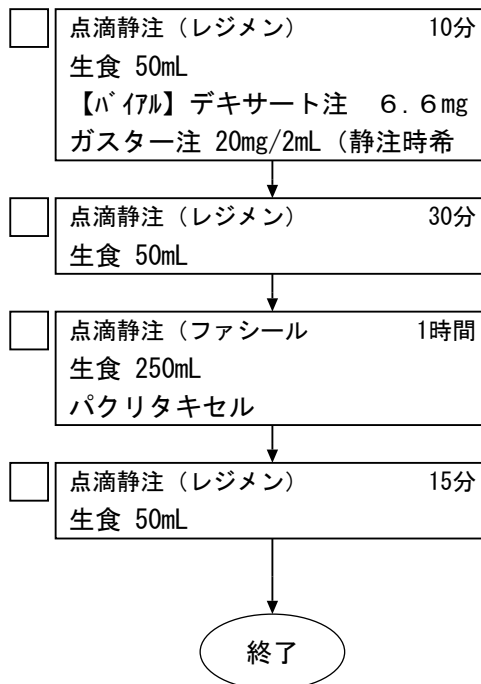 点滴静注（レジメン） 10分
生食 50mL
【ﾊﾞｲｱﾙ】デキサート注 ６.６mg
ガスター注 20mg/2mL（静注時希
点滴静注（レジメン） 30分
生食 50mL
点滴静注（ファシール 1時間
生食 250mL
パクリタキセル
点滴静注（レジメン） 15分
生食 50mL
終了